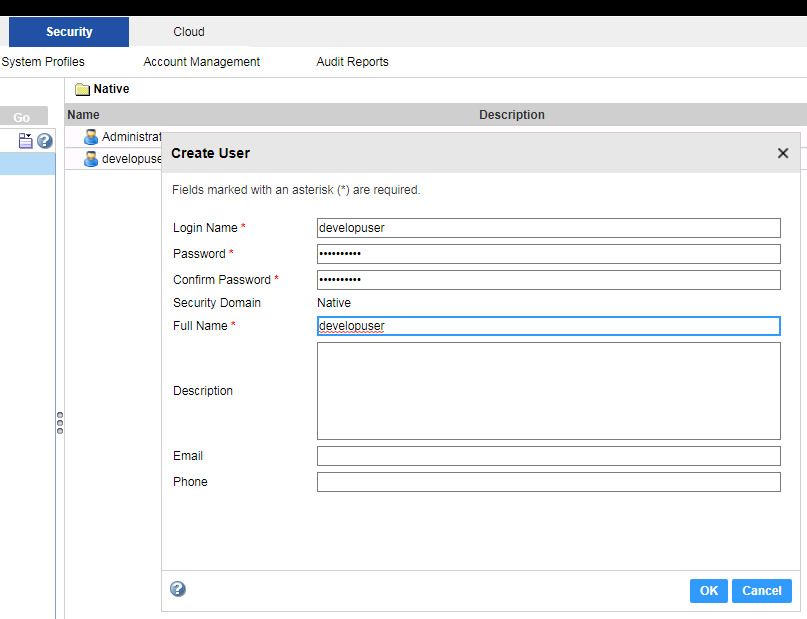 Security Cloud
System Profiles Account Management Audit Reports
Native
Go
Name Description
Administrat
developuse
Create User
Fields marked with an asterisk (*) are required.
Login Name * developuser
Password * ••••••••••
Confirm Password * ••••••••••
Security Domain Native
Full Name * developuser
Description
Email
Phone
OK Cancel